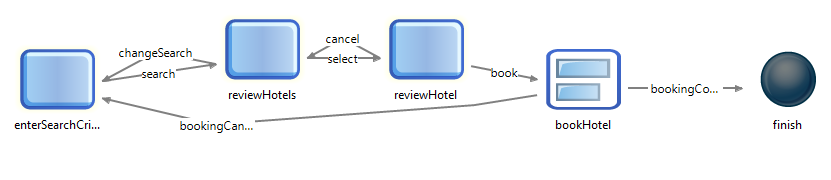 changeSearch
search
cancel
select
book
bookingCo...
bookingCan...
enterSearchCri...
reviewHotels
reviewHotel
bookHotel
finish